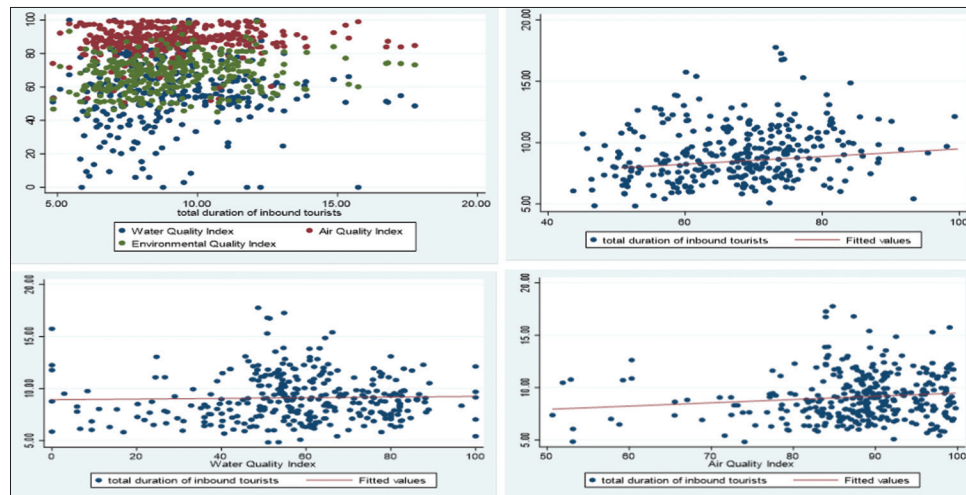 100
80
60
40
20
0
5.00 10.00 15.00 20.00
total duration of inbound tourists
Water Quality Index Air Quality Index
Environmental Quality Index
20.00
15.00
10.00
5.00
40 60 80 100
total duration of inbound tourists Fitted values
20.00
15.00
10.00
5.00
0 20 40 60 80 100
Water Quality Index
total duration of inbound tourists Fitted values
20.00
15.00
10.00
5.00
50 60 70 80 90 100
Air Quality Index
total duration of inbound tourists Fitted values